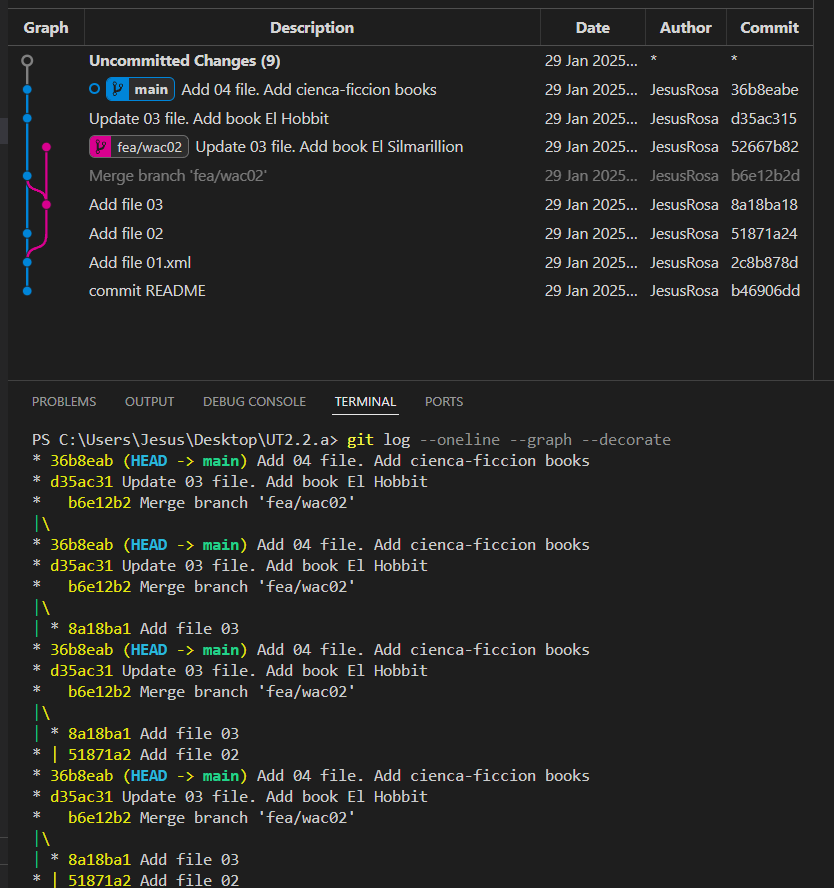 Graph Description Date Author Commit
Uncommitted Changes (9) 29 Jan 2025... * *
main Add 04 file. Add cienca-ficcion books 29 Jan 2025... JesusRosa 36b8eabe
Update 03 file. Add book El Hobbit 29 Jan 2025... JesusRosa d35ac315
fea/wac02 Update 03 file. Add book El Silmarillion 29 Jan 2025... JesusRosa 52667b82
Merge branch 'fea/wac02' 29 Jan 2025... JesusRosa b6e12b2d
Add file 03 29 Jan 2025... JesusRosa 8a18ba18
Add file 02 29 Jan 2025... JesusRosa 51871a24
Add file 01.xml 29 Jan 2025... JesusRosa 2c8b878d
commit README 29 Jan 2025... JesusRosa b46906dd
PROBLEMS OUTPUT DEBUG CONSOLE TERMINAL PORTS
PS C:\Users\Jesus\Desktop\UT2.2.a> git log --oneline --graph --decorate
* 36b8eab (HEAD -> main) Add 04 file. Add cienca-ficcion books
* d35ac31 Update 03 file. Add book El Hobbit
*   b6e12b2 Merge branch 'fea/wac02'
|\
* 36b8eab (HEAD -> main) Add 04 file. Add cienca-ficcion books
* d35ac31 Update 03 file. Add book El Hobbit
*   b6e12b2 Merge branch 'fea/wac02'
|\
| * 8a18ba1 Add file 03
* 36b8eab (HEAD -> main) Add 04 file. Add cienca-ficcion books
* d35ac31 Update 03 file. Add book El Hobbit
*   b6e12b2 Merge branch 'fea/wac02'
|\
| * 8a18ba1 Add file 03
* | 51871a2 Add file 02
* 36b8eab (HEAD -> main) Add 04 file. Add cienca-ficcion books
* d35ac31 Update 03 file. Add book El Hobbit
*   b6e12b2 Merge branch 'fea/wac02'
|\
| * 8a18ba1 Add file 03
* | 51871a2 Add file 02